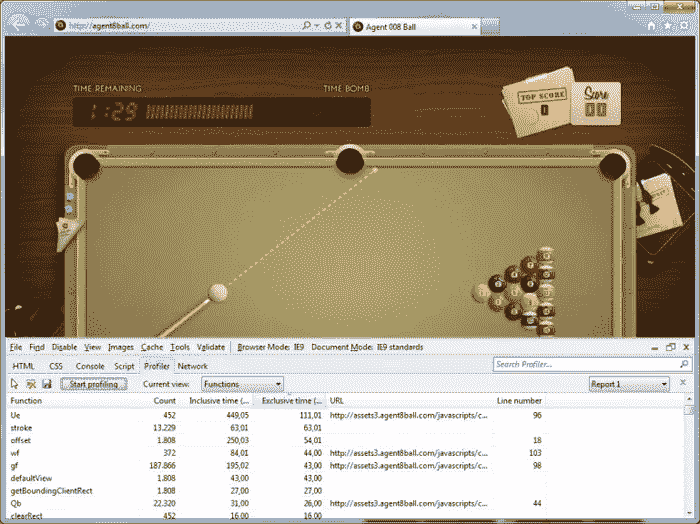 http://agent8ball.com/
Agent 008 Ball
TIME REMAINING
TIME BOMB
1:29
TOP SCORE
0
Score
00
File Find Disable View Images Cache Tools Validate Browser Mode: IE9 Document Mode: IE9 standards
HTML CSS Console Script Profiler Network
Search Profiler...
Start profiling Current view: Functions Report 1
Function Count Inclusive time (... Exclusive time (... URL Line number
Ue 452 449,05 111,01 http://assets3.agent8ball.com/javascripts/c... 96
stroke 13.229 63,01 63,01
offset 1.808 250,03 54,01 18
wf 372 84,01 44,00 http://assets3.agent8ball.com/javascripts/c... 103
gf 187.866 195,02 43,00 http://assets3.agent8ball.com/javascripts/c... 98
defaultView 1.808 43,00 43,00
getBoundingClientRect 1.808 27,00 27,00
Qb 22.320 31,00 26,00 http://assets3.agent8ball.com/javascripts/c... 44
clearRect 452 16,00 16,00